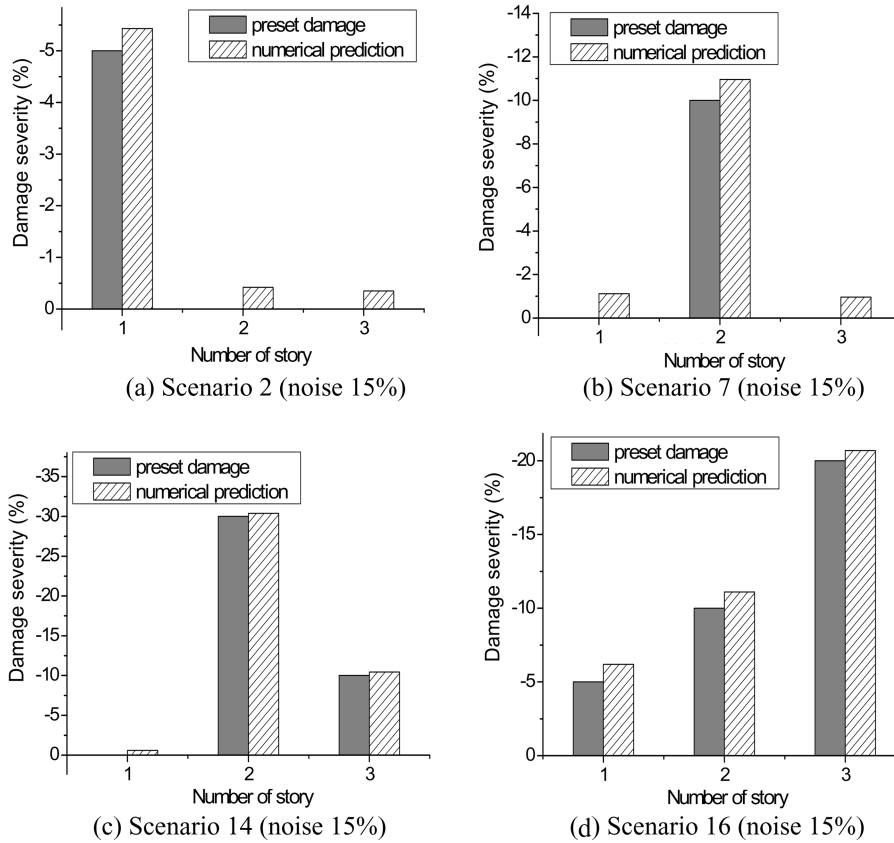 preset damage
numerical prediction
Damage severity (%)
-5
-4
-3
-2
-1
0
1
2
3
Number of story
(a) Scenario 2 (noise 15%)
preset damage
numerical prediction
Damage severity (%)
-14
-12
-10
-8
-6
-4
-2
0
1
2
3
Number of story
(b) Scenario 7 (noise 15%)
preset damage
numerical prediction
Damage severity (%)
-35
-30
-25
-20
-15
-10
-5
0
1
2
3
Number of story
(c) Scenario 14 (noise 15%)
preset damage
numerical prediction
Damage severity (%)
-20
-15
-10
-5
0
1
2
3
Number of story
(d) Scenario 16 (noise 15%)